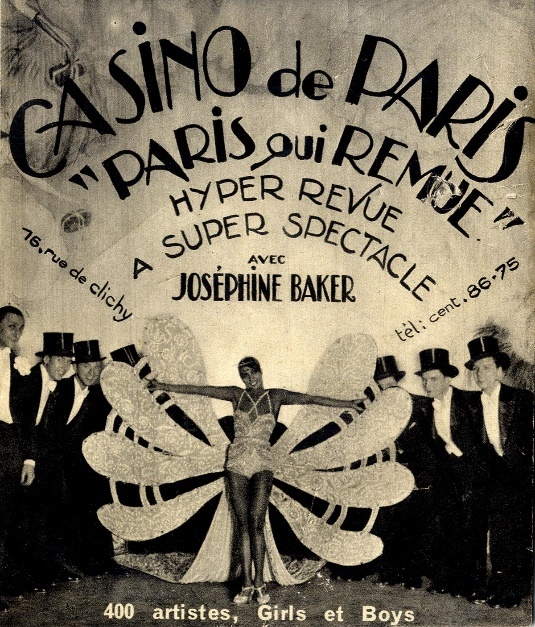 CASINO de PARIS
"PARIS qui REMUE"
HYPER REVUE
A SUPER SPECTACLE
AVEC
JOSÉPHINE BAKER
16, rue de clichy
tél: cent. 86-75
400 artistes, Girls et Boys